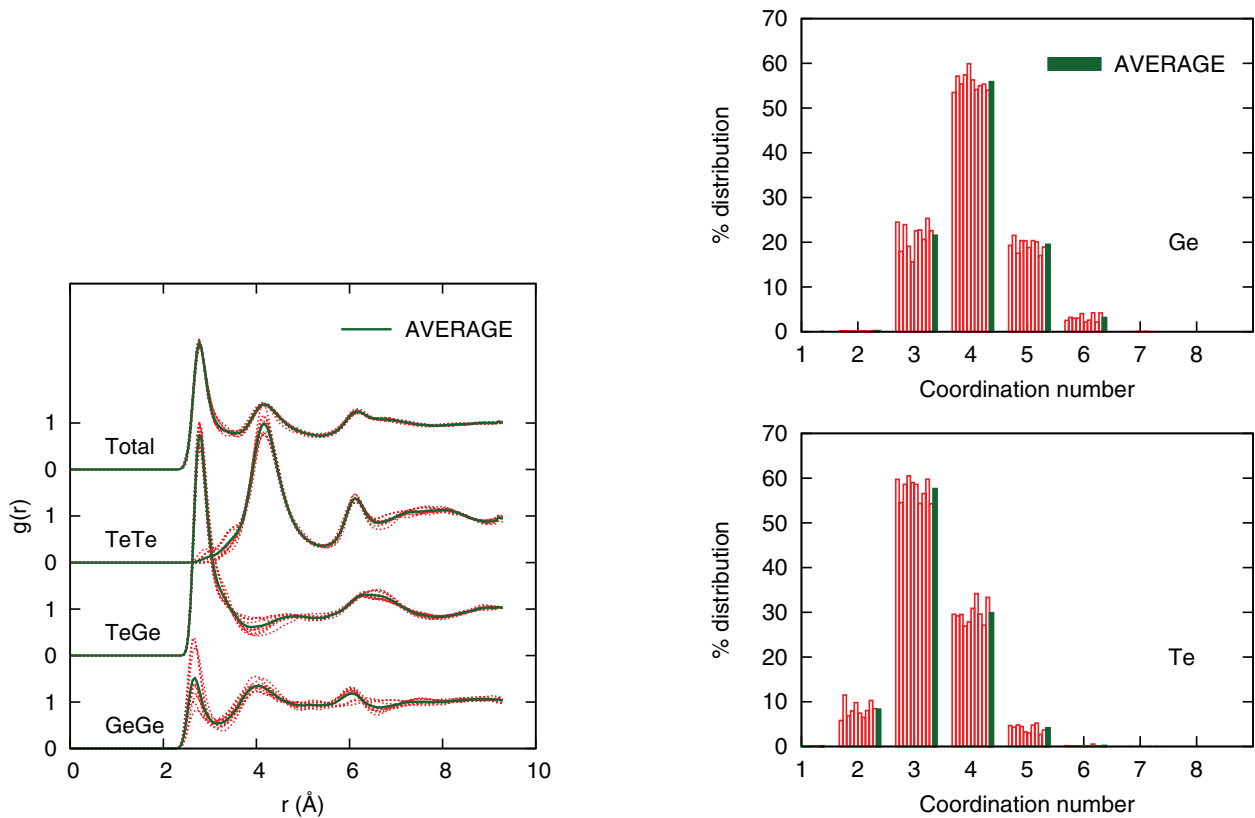 g(r)
AVERAGE
1
Total
0
1
TeTe
0
1
TeGe
0
1
GeGe
0
0 2 4 6 8 10
r (Å)
% distribution
70
60
50
40
30
20
10
0
AVERAGE
Ge
1 2 3 4 5 6 7 8
Coordination number
% distribution
70
60
50
40
30
20
10
0
Te
1 2 3 4 5 6 7 8
Coordination number